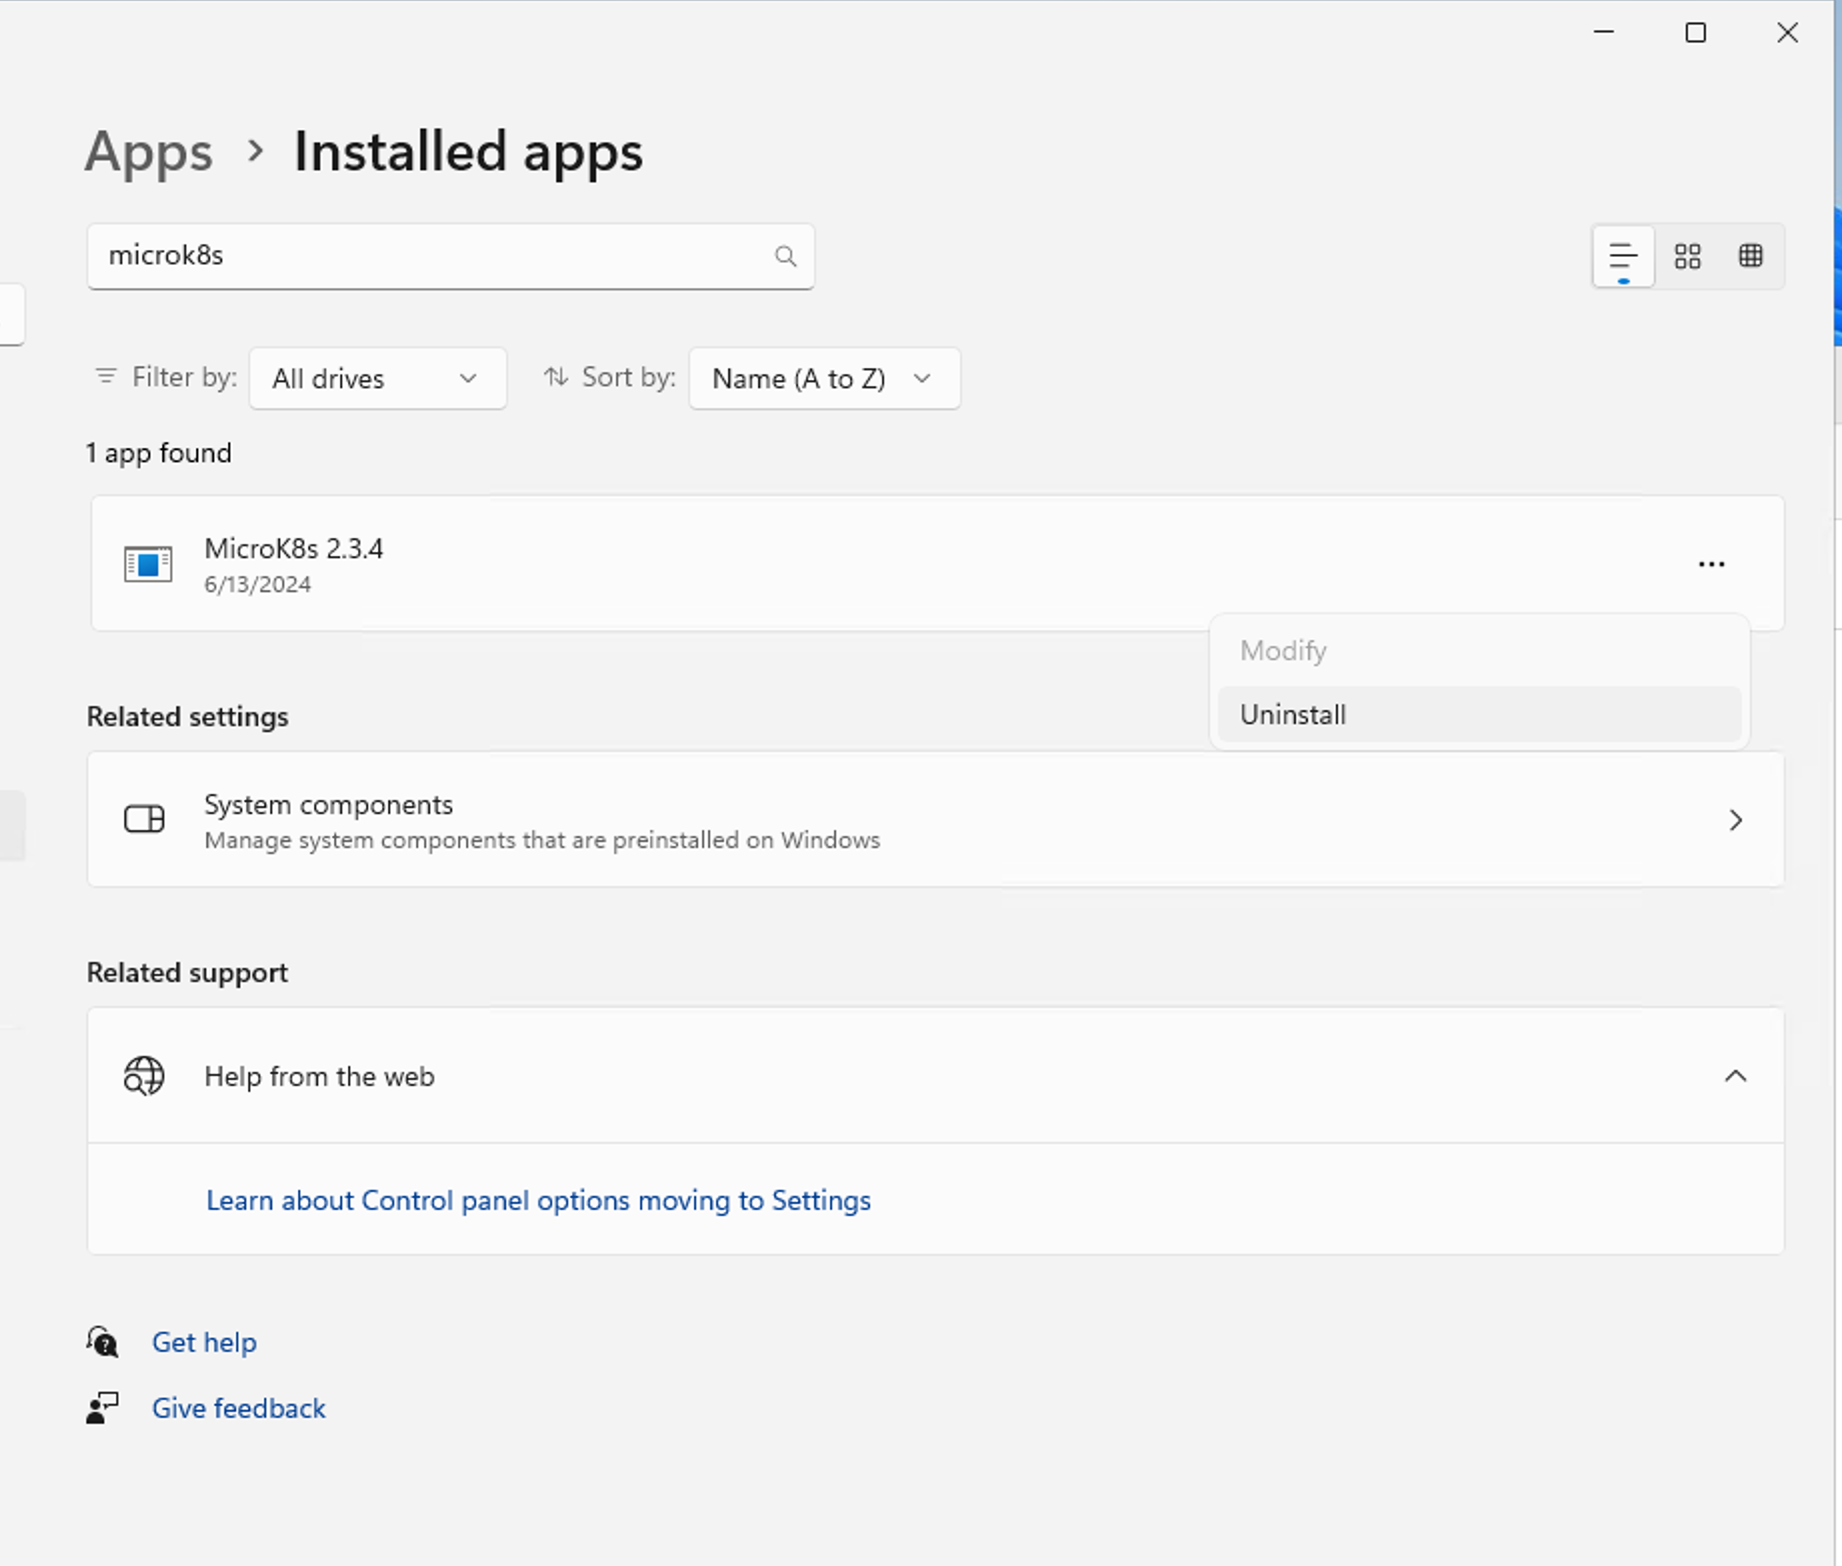 Apps > Installed apps
microk8s
Filter by: All drives Sort by: Name (A to Z)
1 app found
MicroK8s 2.3.4
6/13/2024
Modify
Uninstall
Related settings
System components
Manage system components that are preinstalled on Windows
Related support
Help from the web
Learn about Control panel options moving to Settings
Get help
Give feedback